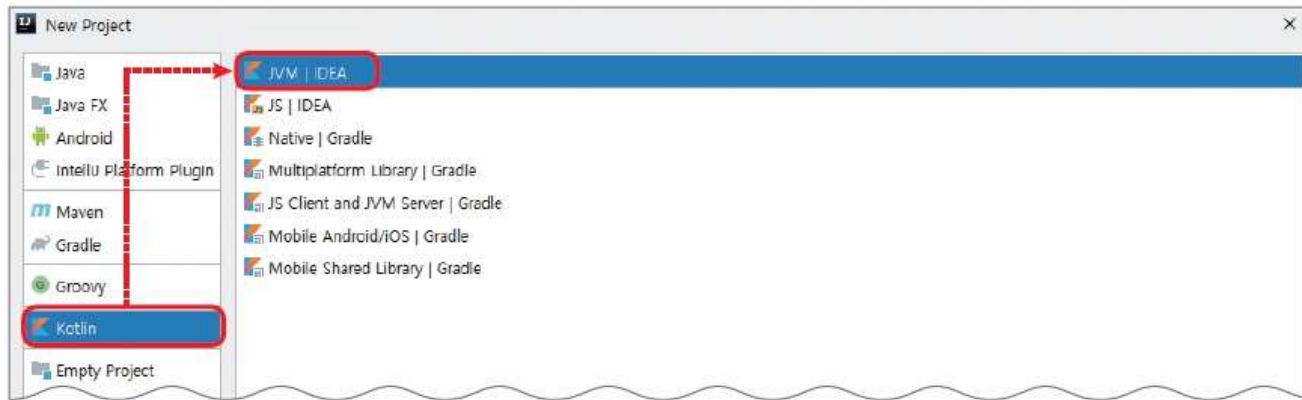 New Project
Java
Java FX
Android
IntelliJ Platform Plugin
Maven
Gradle
Groovy
Kotlin
Empty Project
JVM | IDEA
JS | IDEA
Native | Gradle
Multiplatform Library | Gradle
JS Client and JVM Server | Gradle
Mobile Android/iOS | Gradle
Mobile Shared Library | Gradle